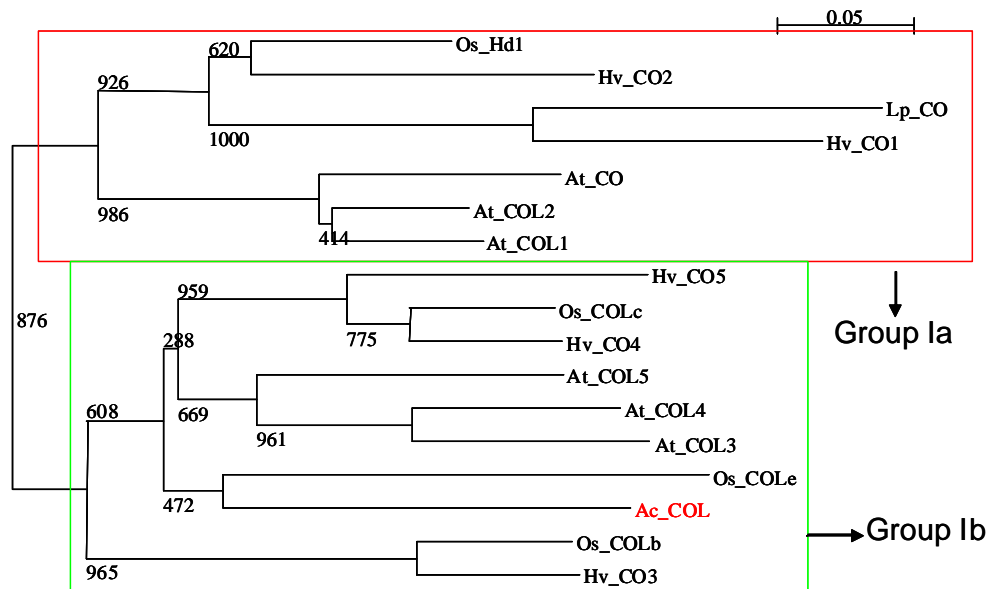 0.05
Os_Hd1
620
Hv_CO2
926
Lp_CO
1000
Hv_CO1
At_CO
986
At_COL2
414
At_COL1
Hv_CO5
959
Os_COLc
876
Group Ia
775
288
Hv_CO4
At_COL5
608
669
At_COL4
961
At_COL3
Os_COLe
472
Ac_COL
Group Ib
Os_COLb
965
Hv_CO3